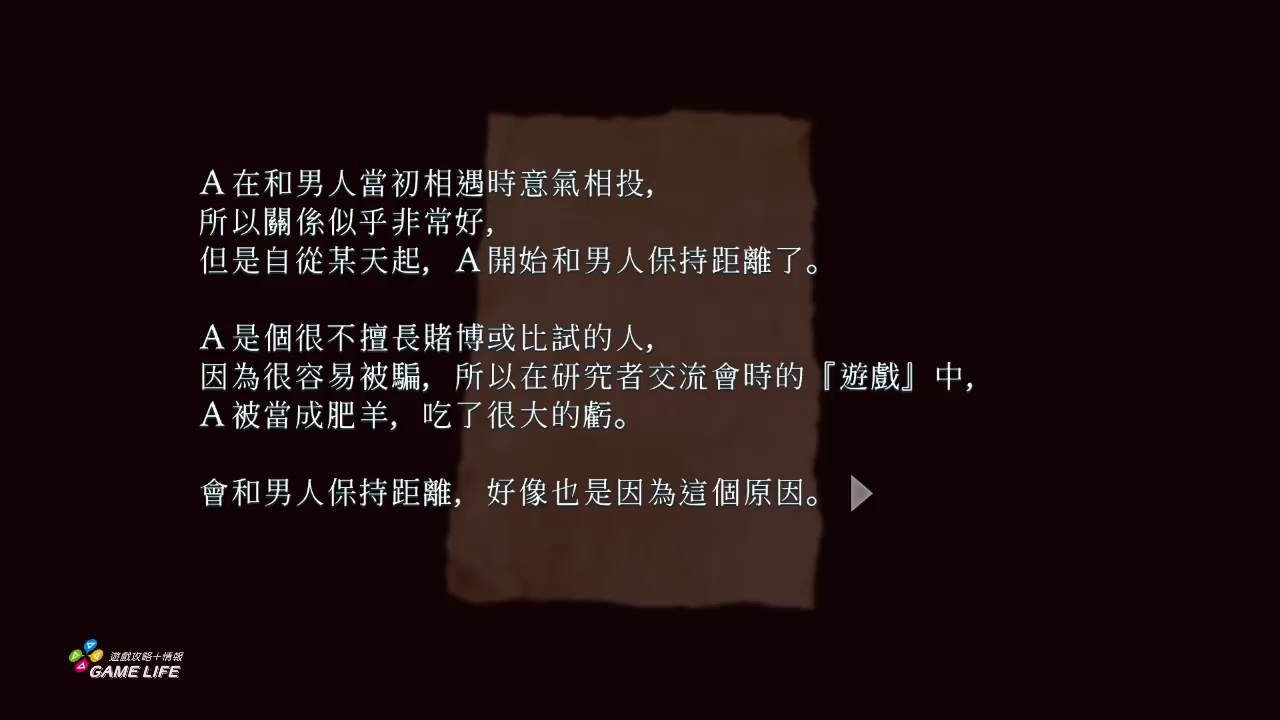 A在和男人當初相遇時意氣相投,
所以關係似乎非常好,
但是自從某天起, A開始和男人保持距離了。
A是個很不擅長賭博或比試的人,
因為很容易被騙, 所以在研究者交流會時的『遊戲』中,
A被當成肥羊, 吃了很大的虧。
會和男人保持距離, 好像也是因為這個原因。
遊戲攻略+情報
GAME LIFE